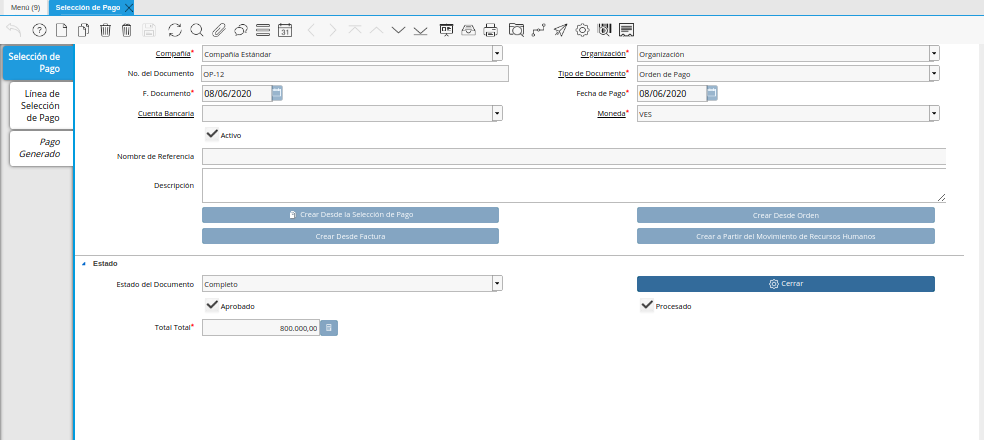 Menú (9)
Selección de Pago
31
Selección de
Pago
Línea de
Selección
de Pago
Pago
Generado
Compañía* Compañía Estándar
Organización* Organización
No. del Documento OP-12
Tipo de Documento* Orden de Pago
F. Documento* 08/06/2020
Fecha de Pago* 08/06/2020
Cuenta Bancaria
Moneda* VES
Activo
Nombre de Referencia
Descripción
Crear Desde la Selección de Pago
Crear Desde Orden
Crear Desde Factura
Crear a Partir del Movimiento de Recursos Humanos
Estado
Estado del Documento Completo
Cerrar
Aprobado
Procesado
Total Total* 800.000,00